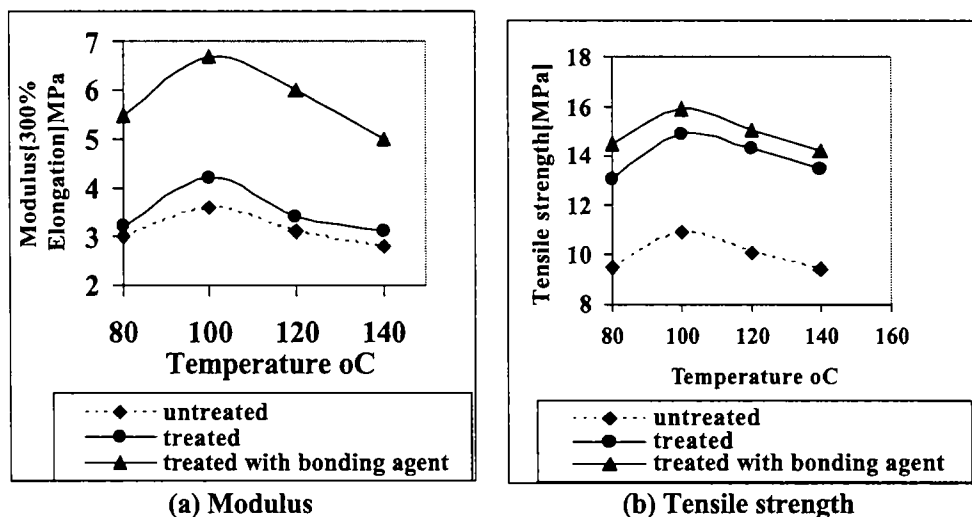 Modulus[300%
Elongation]MPa
7
6
5
4
3
2
80 100 120 140
Temperature oC
untreated
treated
treated with bonding agent
(a) Modulus
Tensile strength[MPa]
18
16
14
12
10
8
80 100 120 140 160
Temperature oC
untreated
treated
treated with bonding agent
(b) Tensile strength